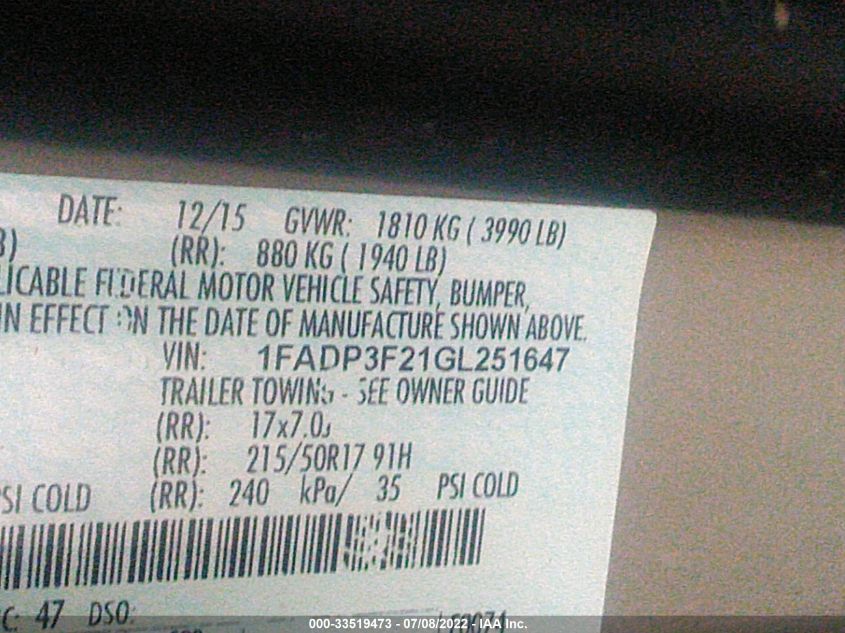 DATE: 12/15 GVWR: 1810 KG ( 3990 LB)
B) (RR): 880 KG ( 1940 LB)
LICABLE FEDERAL MOTOR VEHICLE SAFETY, BUMPER,
IN EFFECT ON THE DATE OF MANUFACTURE SHOWN ABOVE.
VIN: 1FADP3F21GL251647
TRAILER TOWING - SEE OWNER GUIDE
(RR): 17x7.0J
(RR): 215/50R17 91H
PSI COLD (RR): 240 kPa/ 35 PSI COLD
C: 47 DSO:
000-33519473 - 07/08/2022 - IAA Inc.